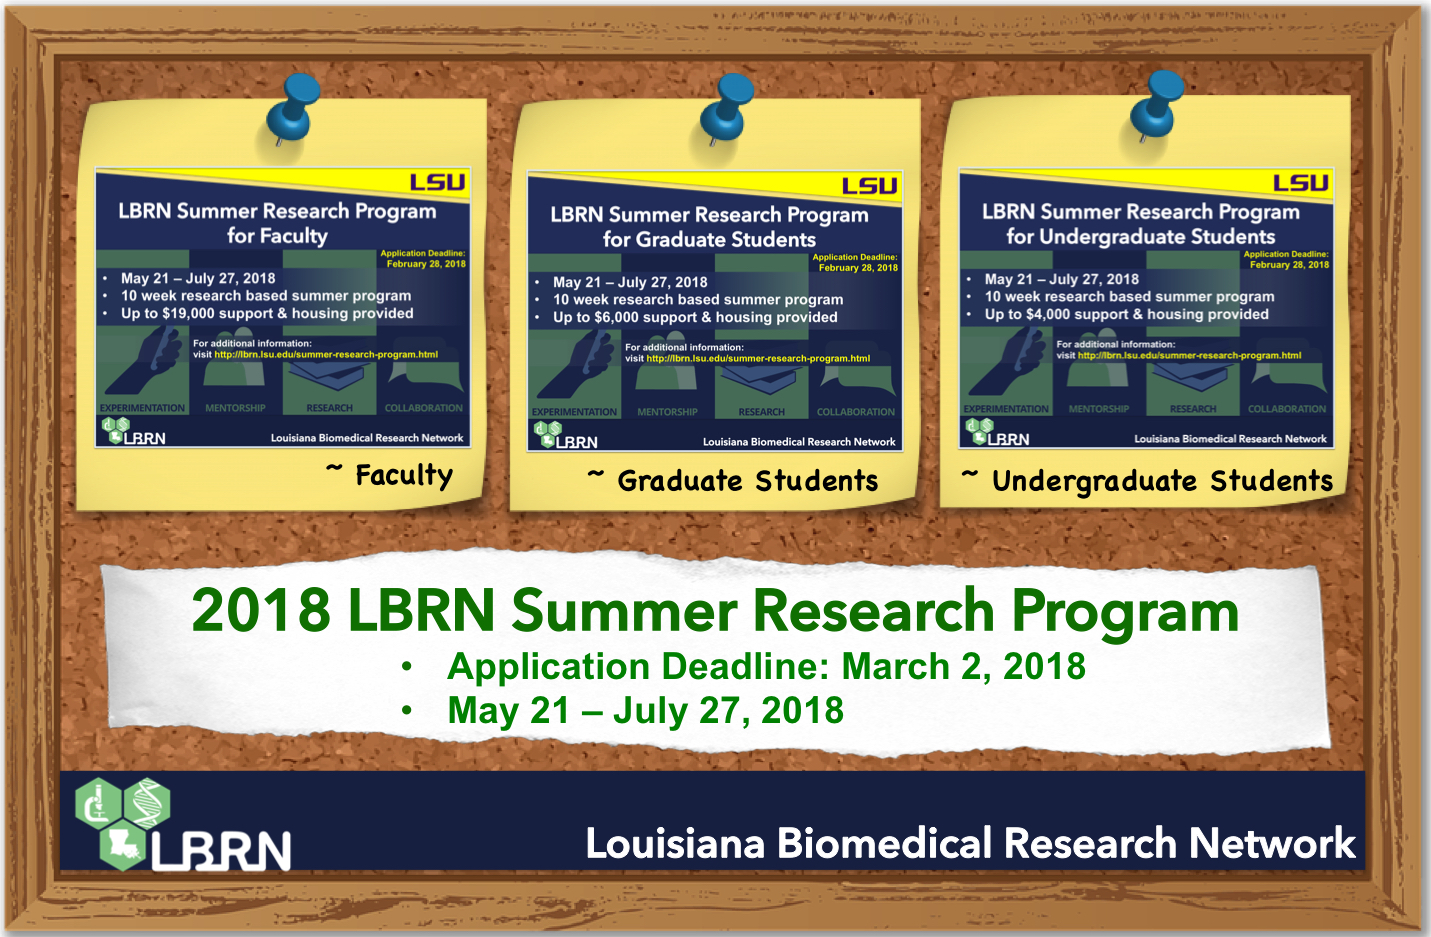 LSU
LBRN Summer Research Program
for Faculty
Application Deadline:
February 28, 2018
• May 21 – July 27, 2018
• 10 week research based summer program
• Up to $19,000 support & housing provided
For additional information:
visit http://lbrn.lsu.edu/summer-research-program.html
EXPERIMENTATION MENTORSHIP RESEARCH COLLABORATION
LBRN
Louisiana Biomedical Research Network
~ Faculty
LSU
LBRN Summer Research Program
for Graduate Students
Application Deadline:
February 28, 2018
• May 21 – July 27, 2018
• 10 week research based summer program
• Up to $6,000 support & housing provided
For additional information:
visit http://lbrn.lsu.edu/summer-research-program.html
EXPERIMENTATION MENTORSHIP RESEARCH COLLABORATION
LBRN
Louisiana Biomedical Research Network
~ Graduate Students
LSU
LBRN Summer Research Program
for Undergraduate Students
Application Deadline:
February 28, 2018
• May 21 – July 27, 2018
• 10 week research based summer program
• Up to $4,000 support & housing provided
For additional information:
visit http://lbrn.lsu.edu/summer-research-program.html
EXPERIMENTATION MENTORSHIP RESEARCH COLLABORATION
LBRN
Louisiana Biomedical Research Network
~ Undergraduate Students
2018 LBRN Summer Research Program
• Application Deadline: March 2, 2018
• May 21 – July 27, 2018
LBRN
Louisiana Biomedical Research Network